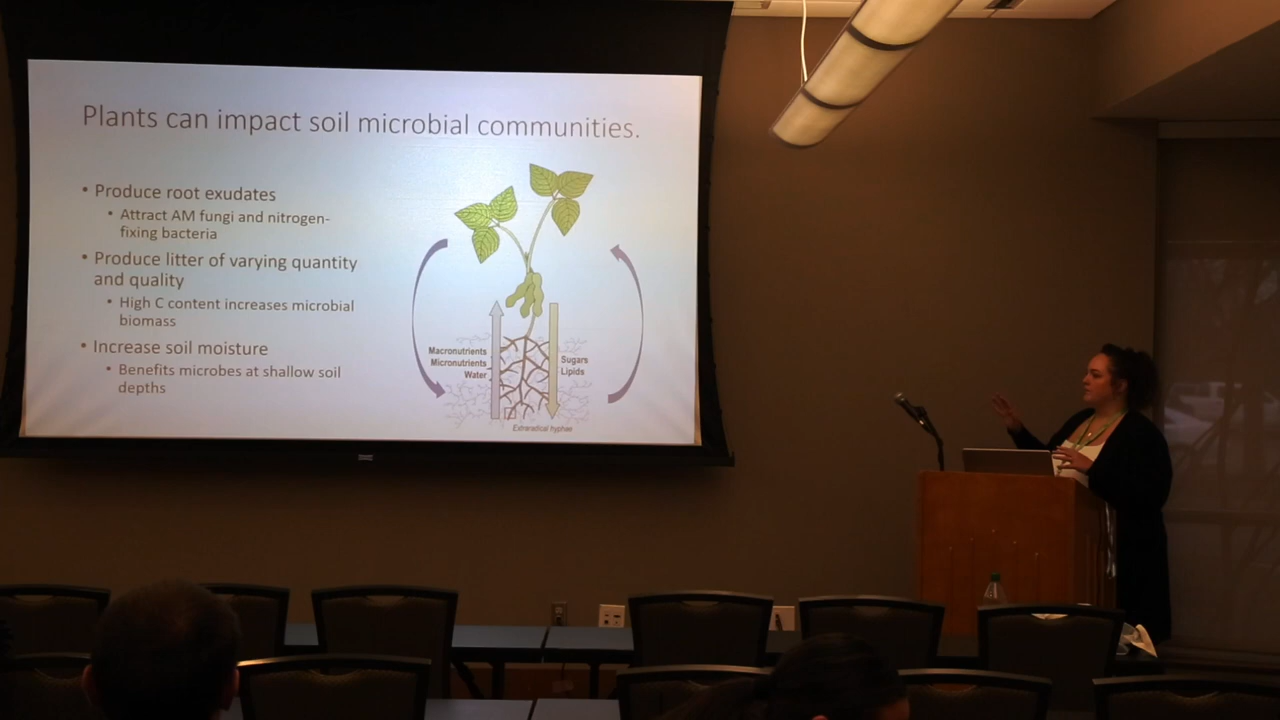 Plants can impact soil microbial communities.
• Produce root exudates
• Attract AM fungi and nitrogen-
fixing bacteria
• Produce litter of varying quantity
and quality
• High C content increases microbial
biomass
• Increase soil moisture
• Benefits microbes at shallow soil
depths
Macronutrients
Micronutrients
Water
Sugars
Lipids
Extraradical hyphae